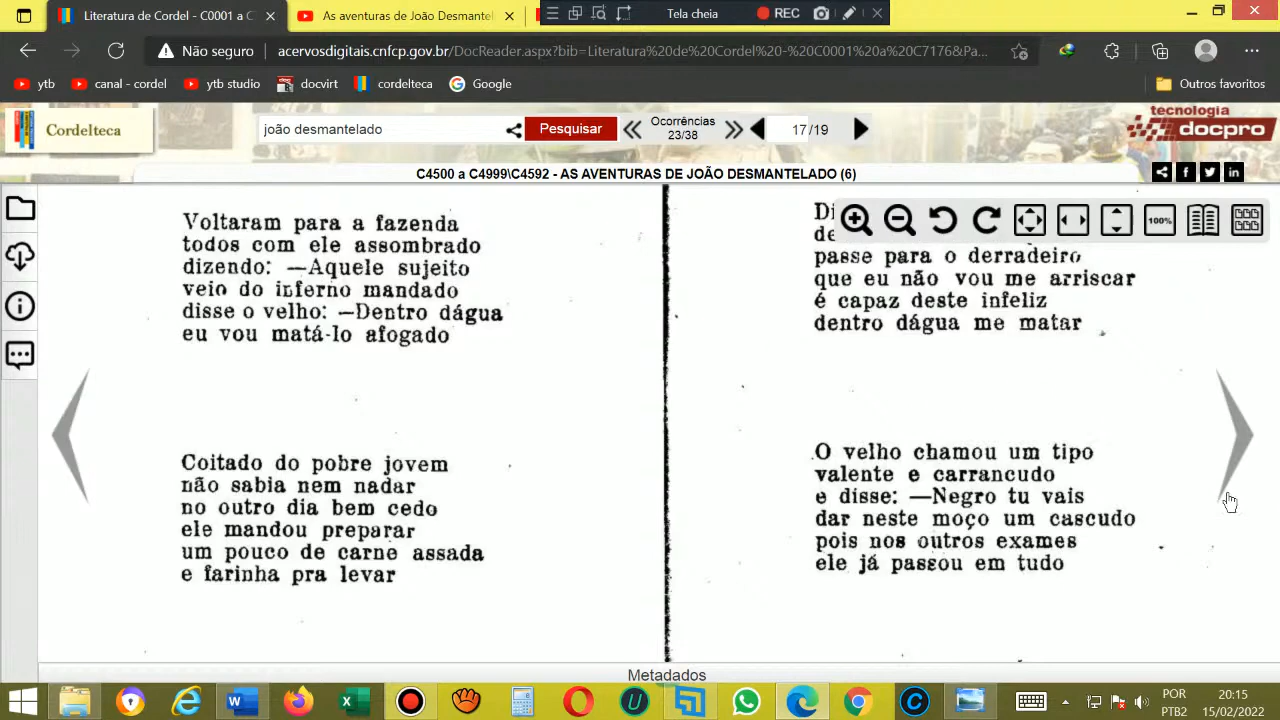 Literatura de Cordel - C0001 a C
As aventuras de João Desmantel
Tela cheia
REC
Não seguro
acervosdigitais.cnfcp.gov.br/DocReader.aspx?bib=Literatura%20de%20Cordel%20-%20C0001%20a%20C7176&Pa...
ytb
canal - cordel
ytb studio
docvirt
cordelteca
Google
Outros favoritos
Cordelteca
joão desmantelado
Pesquisar
Ocorrências
23/38
17/19
tecnologia
docpro
C4500 a C4999\C4592 - AS AVENTURAS DE JOÃO DESMANTELADO (6)
100%
Voltaram para a fazenda
todos com ele assombrado
dizendo: —Aquele sujeito
veio do inferno mandado
disse o velho: —Dentro dágua
eu vou matá-lo afogado
Coitado do pobre jovem
não sabia nem nadar
no outro dia bem cedo
ele mandou preparar
um pouco de carne assada
e farinha pra levar
Di
de
passe para o derradeiro
que eu não vou me arriscar
é capaz deste infeliz
dentro dágua me matar
O velho chamou um tipo
valente e carrancudo
e disse: —Negro tu vais
dar neste moço um cascudo
pois nos outros exames
ele já passou em tudo
Metadados
POR
PTB2
20:15
15/02/2022